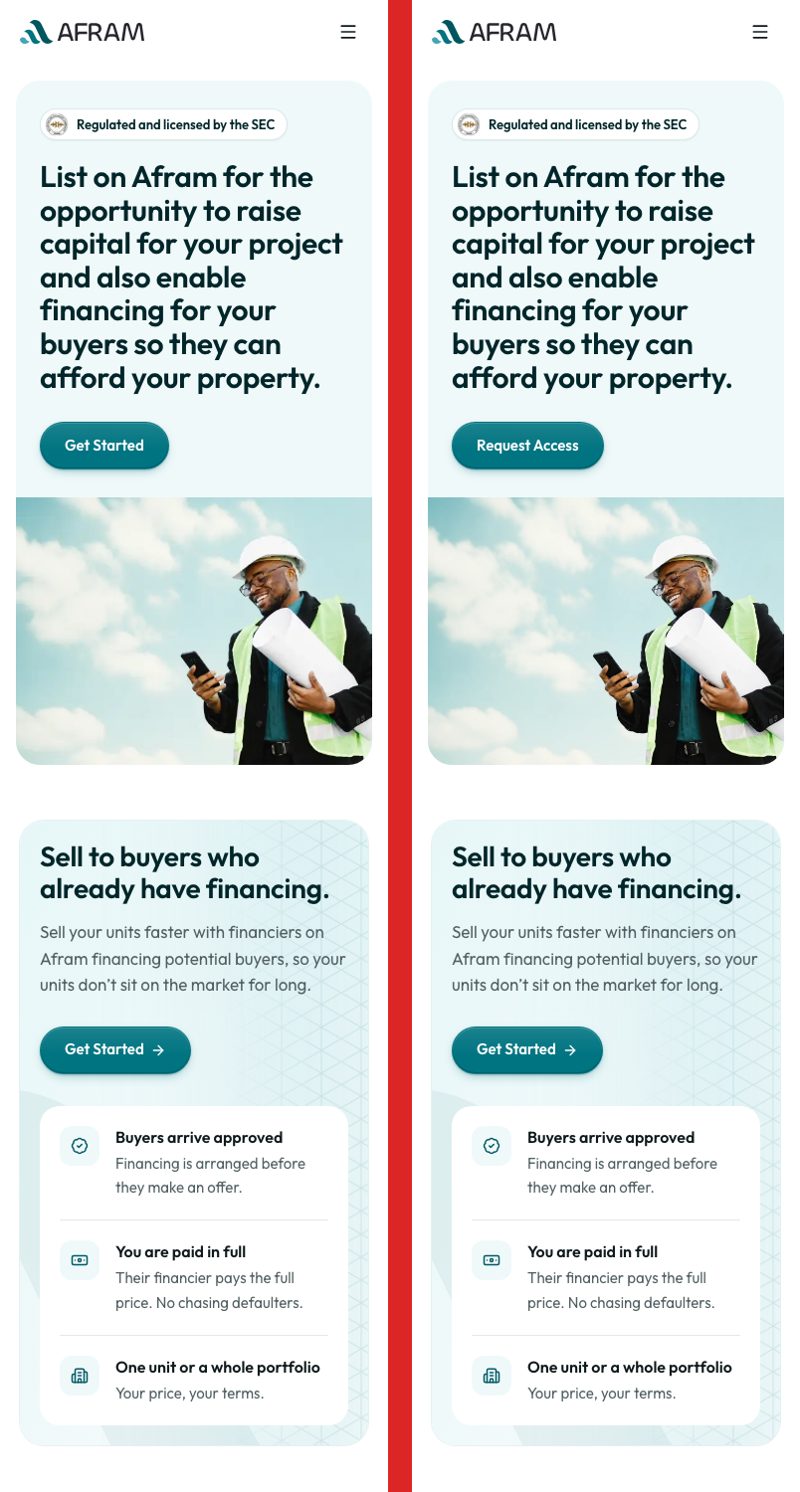 AFRAM
Regulated and licensed by the SEC
List on Afram for the
opportunity to raise
capital for your project
and also enable
financing for your
buyers so they can
afford your property.
Get Started
Sell to buyers who
already have financing.
Sell your units faster with financiers on
Afram financing potential buyers, so your
units don’t sit on the market for long.
Get Started →
Buyers arrive approved
Financing is arranged before
they make an offer.
You are paid in full
Their financier pays the full
price. No chasing defaulters.
One unit or a whole portfolio
Your price, your terms.
AFRAM
Regulated and licensed by the SEC
List on Afram for the
opportunity to raise
capital for your project
and also enable
financing for your
buyers so they can
afford your property.
Request Access
Sell to buyers who
already have financing.
Sell your units faster with financiers on
Afram financing potential buyers, so your
units don’t sit on the market for long.
Get Started →
Buyers arrive approved
Financing is arranged before
they make an offer.
You are paid in full
Their financier pays the full
price. No chasing defaulters.
One unit or a whole portfolio
Your price, your terms.